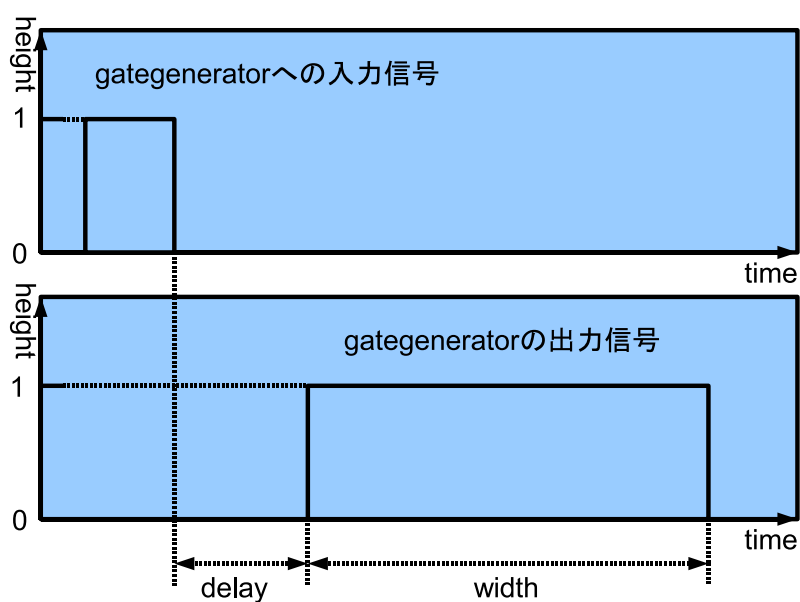 height
gategeneratorへの入力信号
1
0
time
height
gategeneratorの出力信号
1
0
time
delay
width